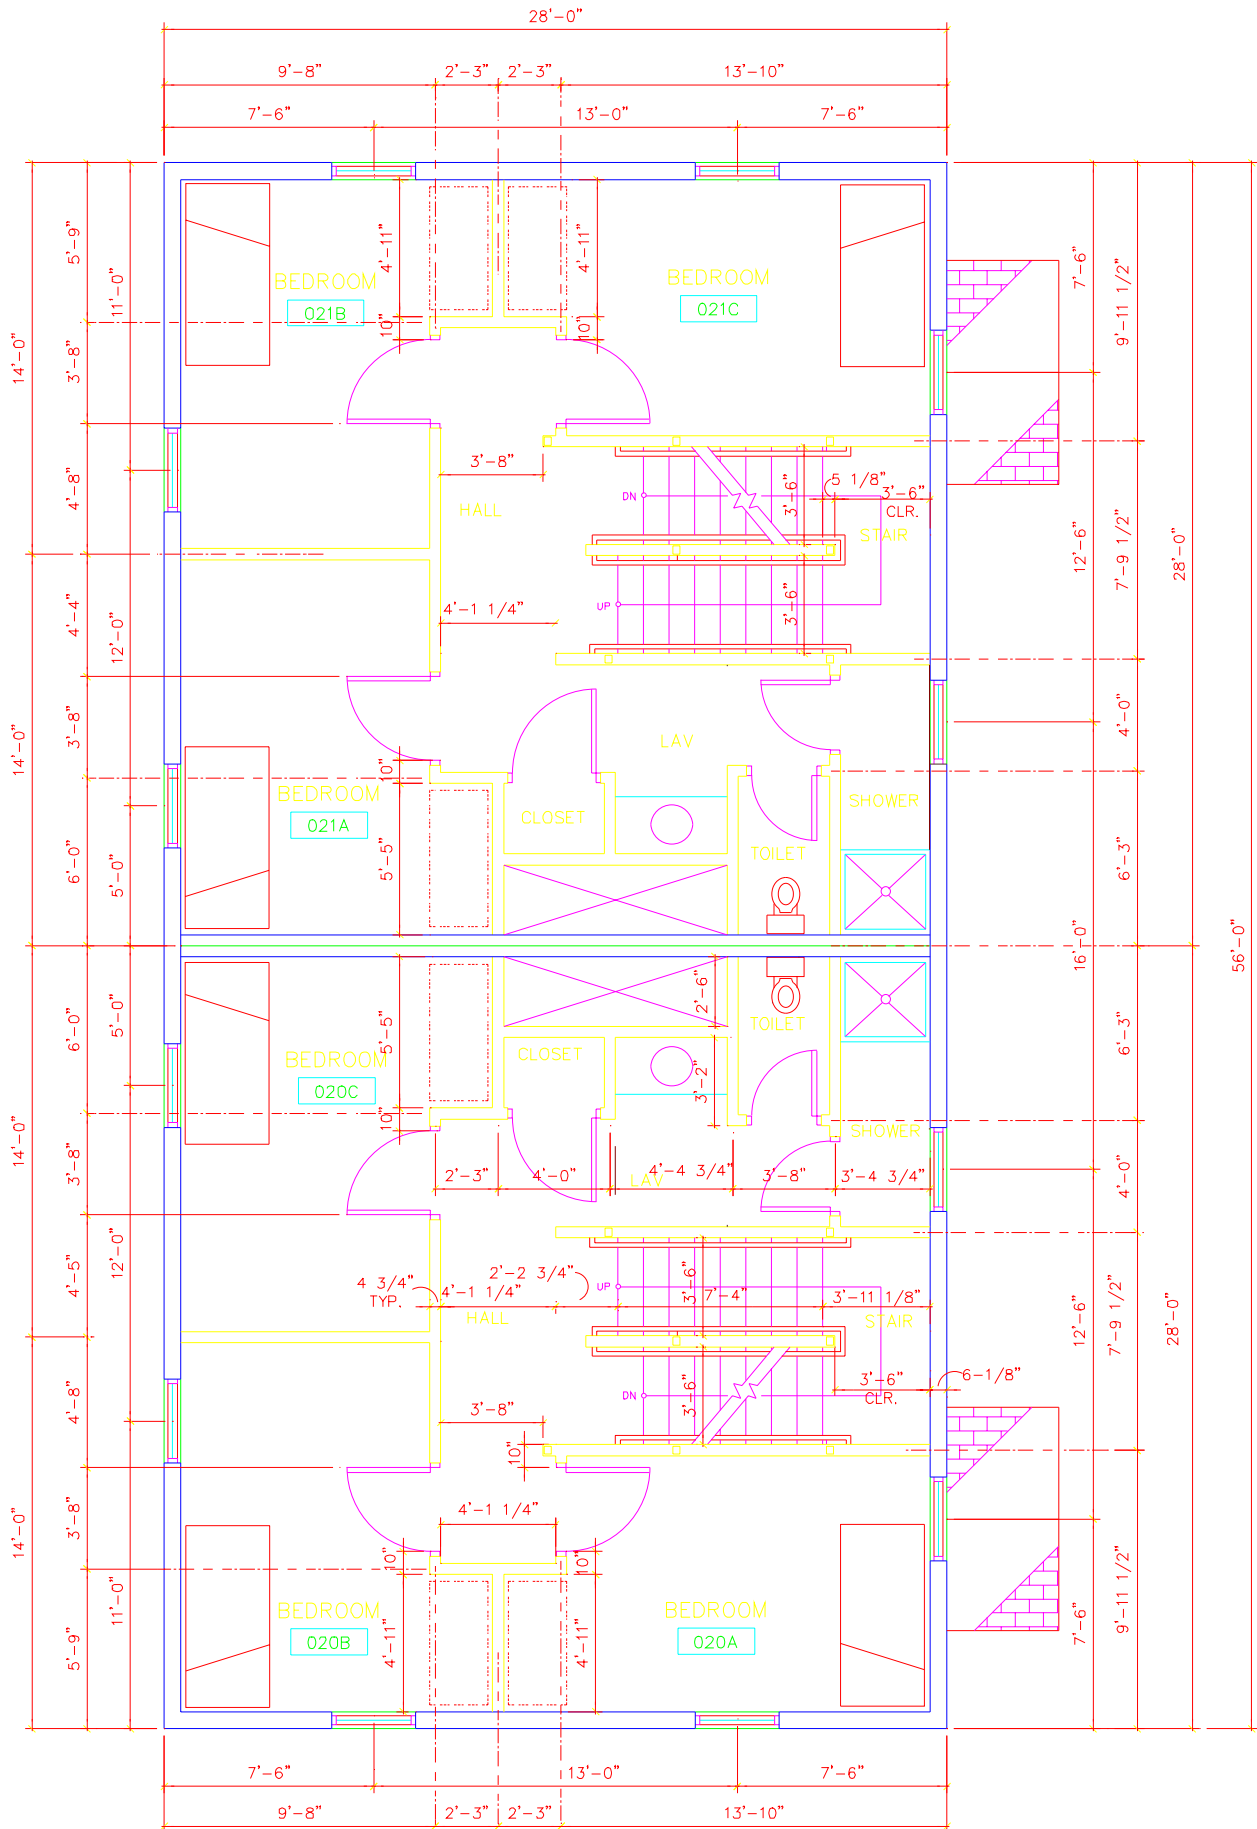 28'-0"
9'-8" 2'-3" 2'-3" 13'-10"
7'-6" 13'-0" 7'-6"
5'-9"
11'-0"
14'-0"
3'-8"
4'-8"
4'-4"
12'-0"
14'-0"
3'-8"
6'-0"
5'-0"
5'-0"
6'-0"
14'-0"
3'-8"
12'-0"
4'-5"
4'-8"
14'-0"
3'-8"
11'-0"
5'-9"
4'-11" 4'-11"
BEDROOM
021B
BEDROOM
021C
10" 10"
3'-8"
HALL
DN
3'-6"
5 1/8"
3'-6"
CLR.
STAIR
UP
3'-6"
4'-1 1/4"
LAV
10"
BEDROOM
021A
5'-5"
CLOSET
SHOWER
TOILET
5'-5"
2'-6"
TOILET
BEDROOM
020C
CLOSET
3'-2"
10"
SHOWER
2'-3" 4'-0" 4'-4 3/4" 3'-8" 3'-4 3/4"
LAV
4 3/4"
TYP.
4'-1 1/4"
2'-2 3/4"
UP
3'-6"
7'-4"
3'-11 1/8"
HALL
STAIR
DN
3'-6"
3'-6"
CLR.
6-1/8"
3'-8"
10"
4'-1 1/4"
10" 10"
BEDROOM
020B
4'-11" 4'-11"
BEDROOM
020A
7'-6"
9'-11 1/2"
12'-6"
7'-9 1/2"
28'-0"
4'-0"
6'-3"
16'-0"
56'-0"
6'-3"
4'-0"
12'-6"
7'-9 1/2"
28'-0"
7'-6"
9'-11 1/2"
7'-6" 13'-0" 7'-6"
9'-8" 2'-3" 2'-3" 13'-10"